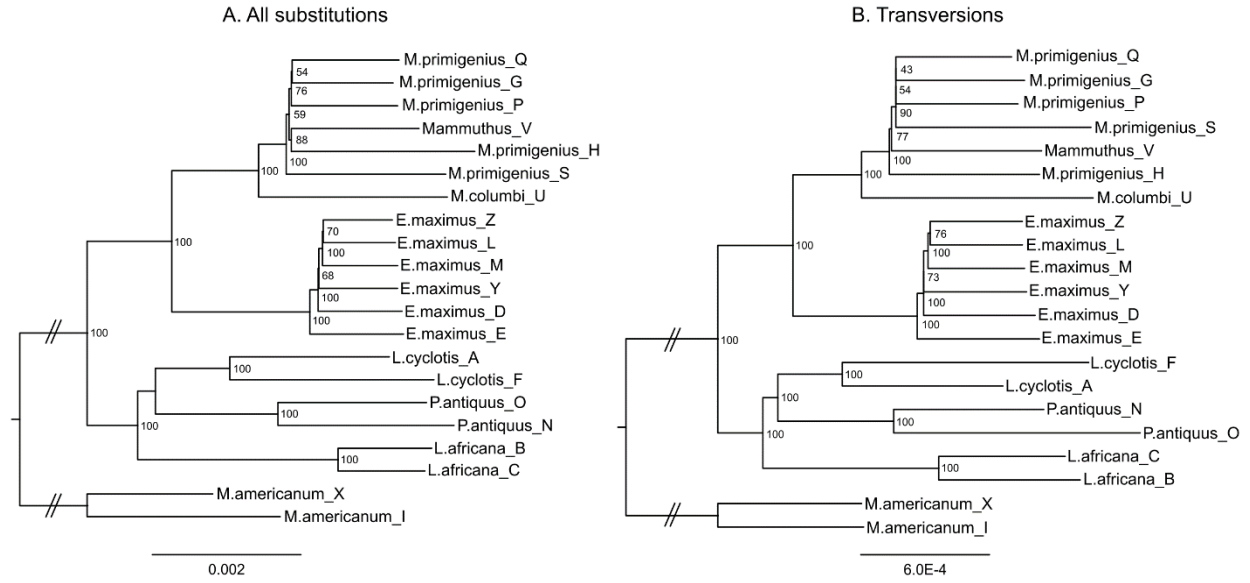 A. All substitutions
M.primigenius_Q
54
M.primigenius_G
76
M.primigenius_P
59
Mammuthus_V
88
M.primigenius_H
100
M.primigenius_S
100
M.columbi_U
100
E.maximus_Z
70
E.maximus_L
100
E.maximus_M
68
E.maximus_Y
100
E.maximus_D
100
E.maximus_E
100
L.cyclotis_A
100
L.cyclotis_F
P.antiquus_O
100
P.antiquus_N
100
L.africana_B
100
L.africana_C
M.americanum_X
M.americanum_I
0.002
B. Transversions
M.primigenius_Q
43
M.primigenius_G
54
M.primigenius_P
90
M.primigenius_S
77
Mammuthus_V
100
M.primigenius_H
100
M.columbi_U
100
E.maximus_Z
76
E.maximus_L
100
E.maximus_M
73
E.maximus_Y
100
E.maximus_D
100
E.maximus_E
100
L.cyclotis_F
100
L.cyclotis_A
100
P.antiquus_N
100
P.antiquus_O
100
L.africana_C
100
L.africana_B
M.americanum_X
M.americanum_I
6.0E-4